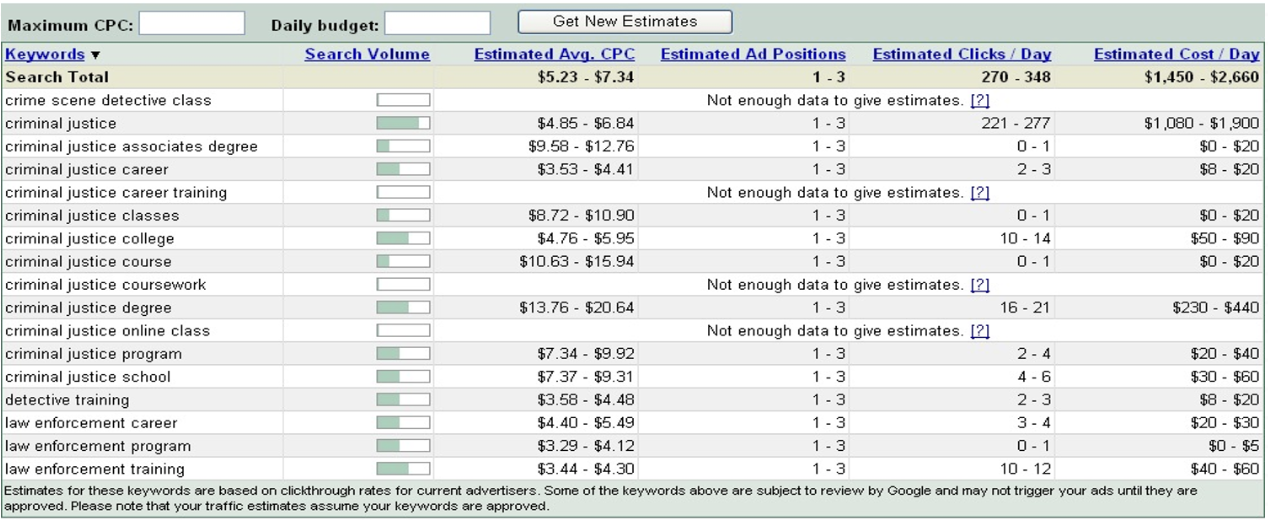 Maximum CPC: Daily budget: Get New Estimates
Keywords ▼ Search Volume Estimated Avg. CPC Estimated Ad Positions Estimated Clicks / Day Estimated Cost / Day
Search Total $5.23 - $7.34 1 - 3 270 - 348 $1,450 - $2,660
crime scene detective class Not enough data to give estimates. [?]
criminal justice $4.85 - $6.84 1 - 3 221 - 277 $1,080 - $1,900
criminal justice associates degree $9.58 - $12.76 1 - 3 0 - 1 $0 - $20
criminal justice career $3.53 - $4.41 1 - 3 2 - 3 $8 - $20
criminal justice career training Not enough data to give estimates. [?]
criminal justice classes $8.72 - $10.90 1 - 3 0 - 1 $0 - $20
criminal justice college $4.76 - $5.95 1 - 3 10 - 14 $50 - $90
criminal justice course $10.63 - $15.94 1 - 3 0 - 1 $0 - $20
criminal justice coursework Not enough data to give estimates. [?]
criminal justice degree $13.76 - $20.64 1 - 3 16 - 21 $230 - $440
criminal justice online class Not enough data to give estimates. [?]
criminal justice program $7.34 - $9.92 1 - 3 2 - 4 $20 - $40
criminal justice school $7.37 - $9.31 1 - 3 4 - 6 $30 - $60
detective training $3.58 - $4.48 1 - 3 2 - 3 $8 - $20
law enforcement career $4.40 - $5.49 1 - 3 3 - 4 $20 - $30
law enforcement program $3.29 - $4.12 1 - 3 0 - 1 $0 - $5
law enforcement training $3.44 - $4.30 1 - 3 10 - 12 $40 - $60
Estimates for these keywords are based on clickthrough rates for current advertisers. Some of the keywords above are subject to review by Google and may not trigger your ads until they are
approved. Please note that your traffic estimates assume your keywords are approved.